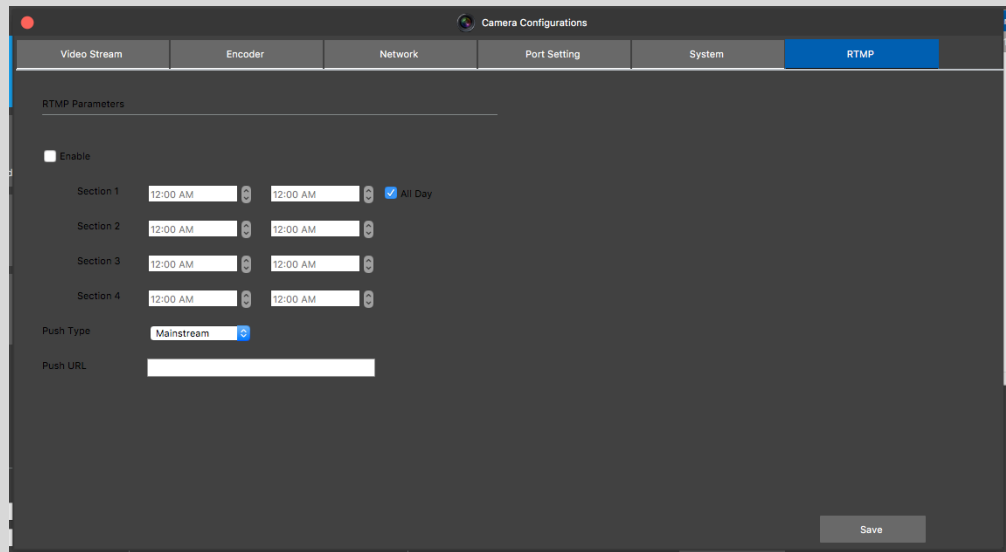 Camera Configurations
Video Stream Encoder Network Port Setting System RTMP
RTMP Parameters
Enable
Section 1 12:00 AM 12:00 AM All Day
Section 2 12:00 AM 12:00 AM
Section 3 12:00 AM 12:00 AM
Section 4 12:00 AM 12:00 AM
Push Type Mainstream
Push URL
Save